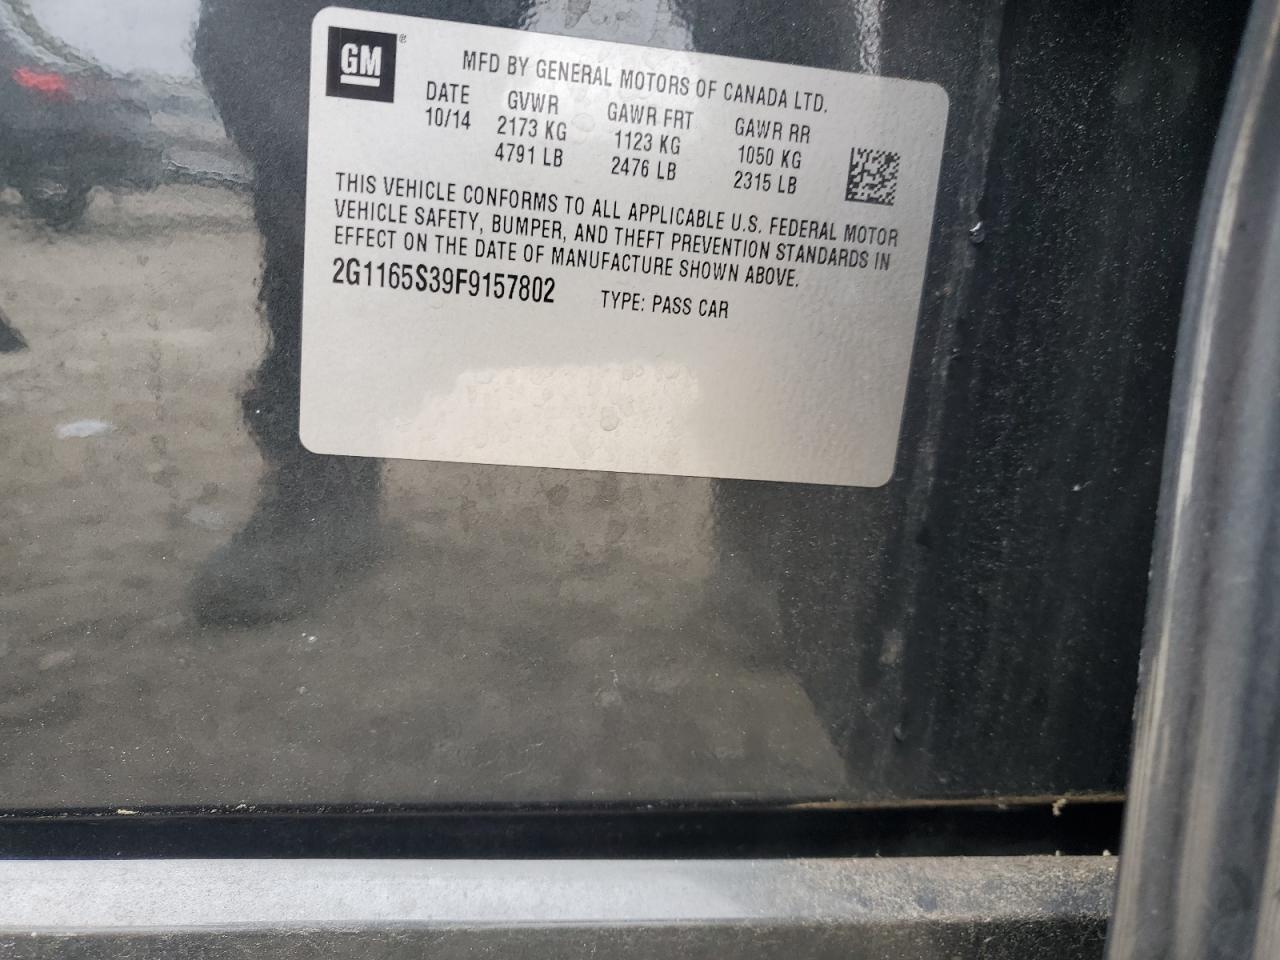 GM®
MFD BY GENERAL MOTORS OF CANADA LTD.
DATE GVWR GAWR FRT GAWR RR
10/14 2173 KG 1123 KG 1050 KG
4791 LB 2476 LB 2315 LB
THIS VEHICLE CONFORMS TO ALL APPLICABLE U.S. FEDERAL MOTOR
VEHICLE SAFETY, BUMPER, AND THEFT PREVENTION STANDARDS IN
EFFECT ON THE DATE OF MANUFACTURE SHOWN ABOVE.
2G1165S39F9157802 TYPE: PASS CAR